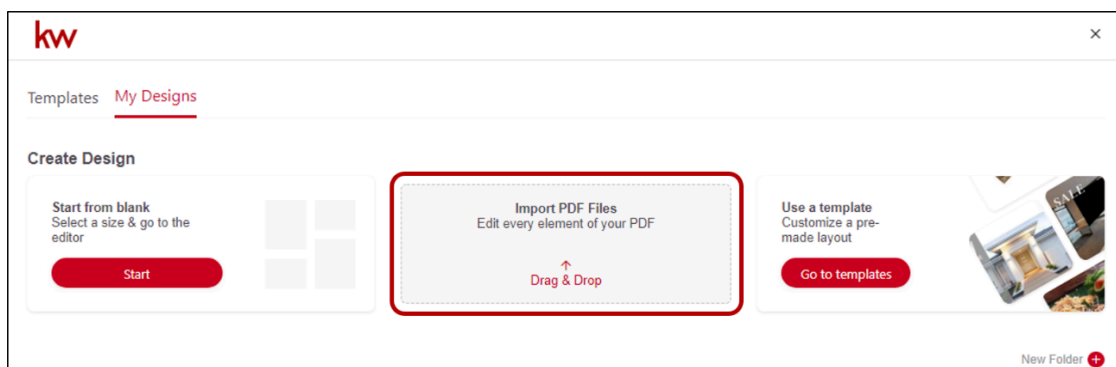 kw
Templates My Designs
Create Design
Start from blank
Select a size & go to the
editor
Start
Import PDF Files
Edit every element of your PDF
Drag & Drop
Use a template
Customize a pre-
made layout
Go to templates
SALE
New Folder